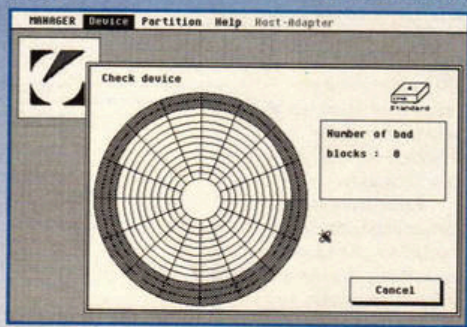 MANAGER Device Partition Help Host-Adapter
Check device
Standard
Number of bad
blocks : 0
Cancel